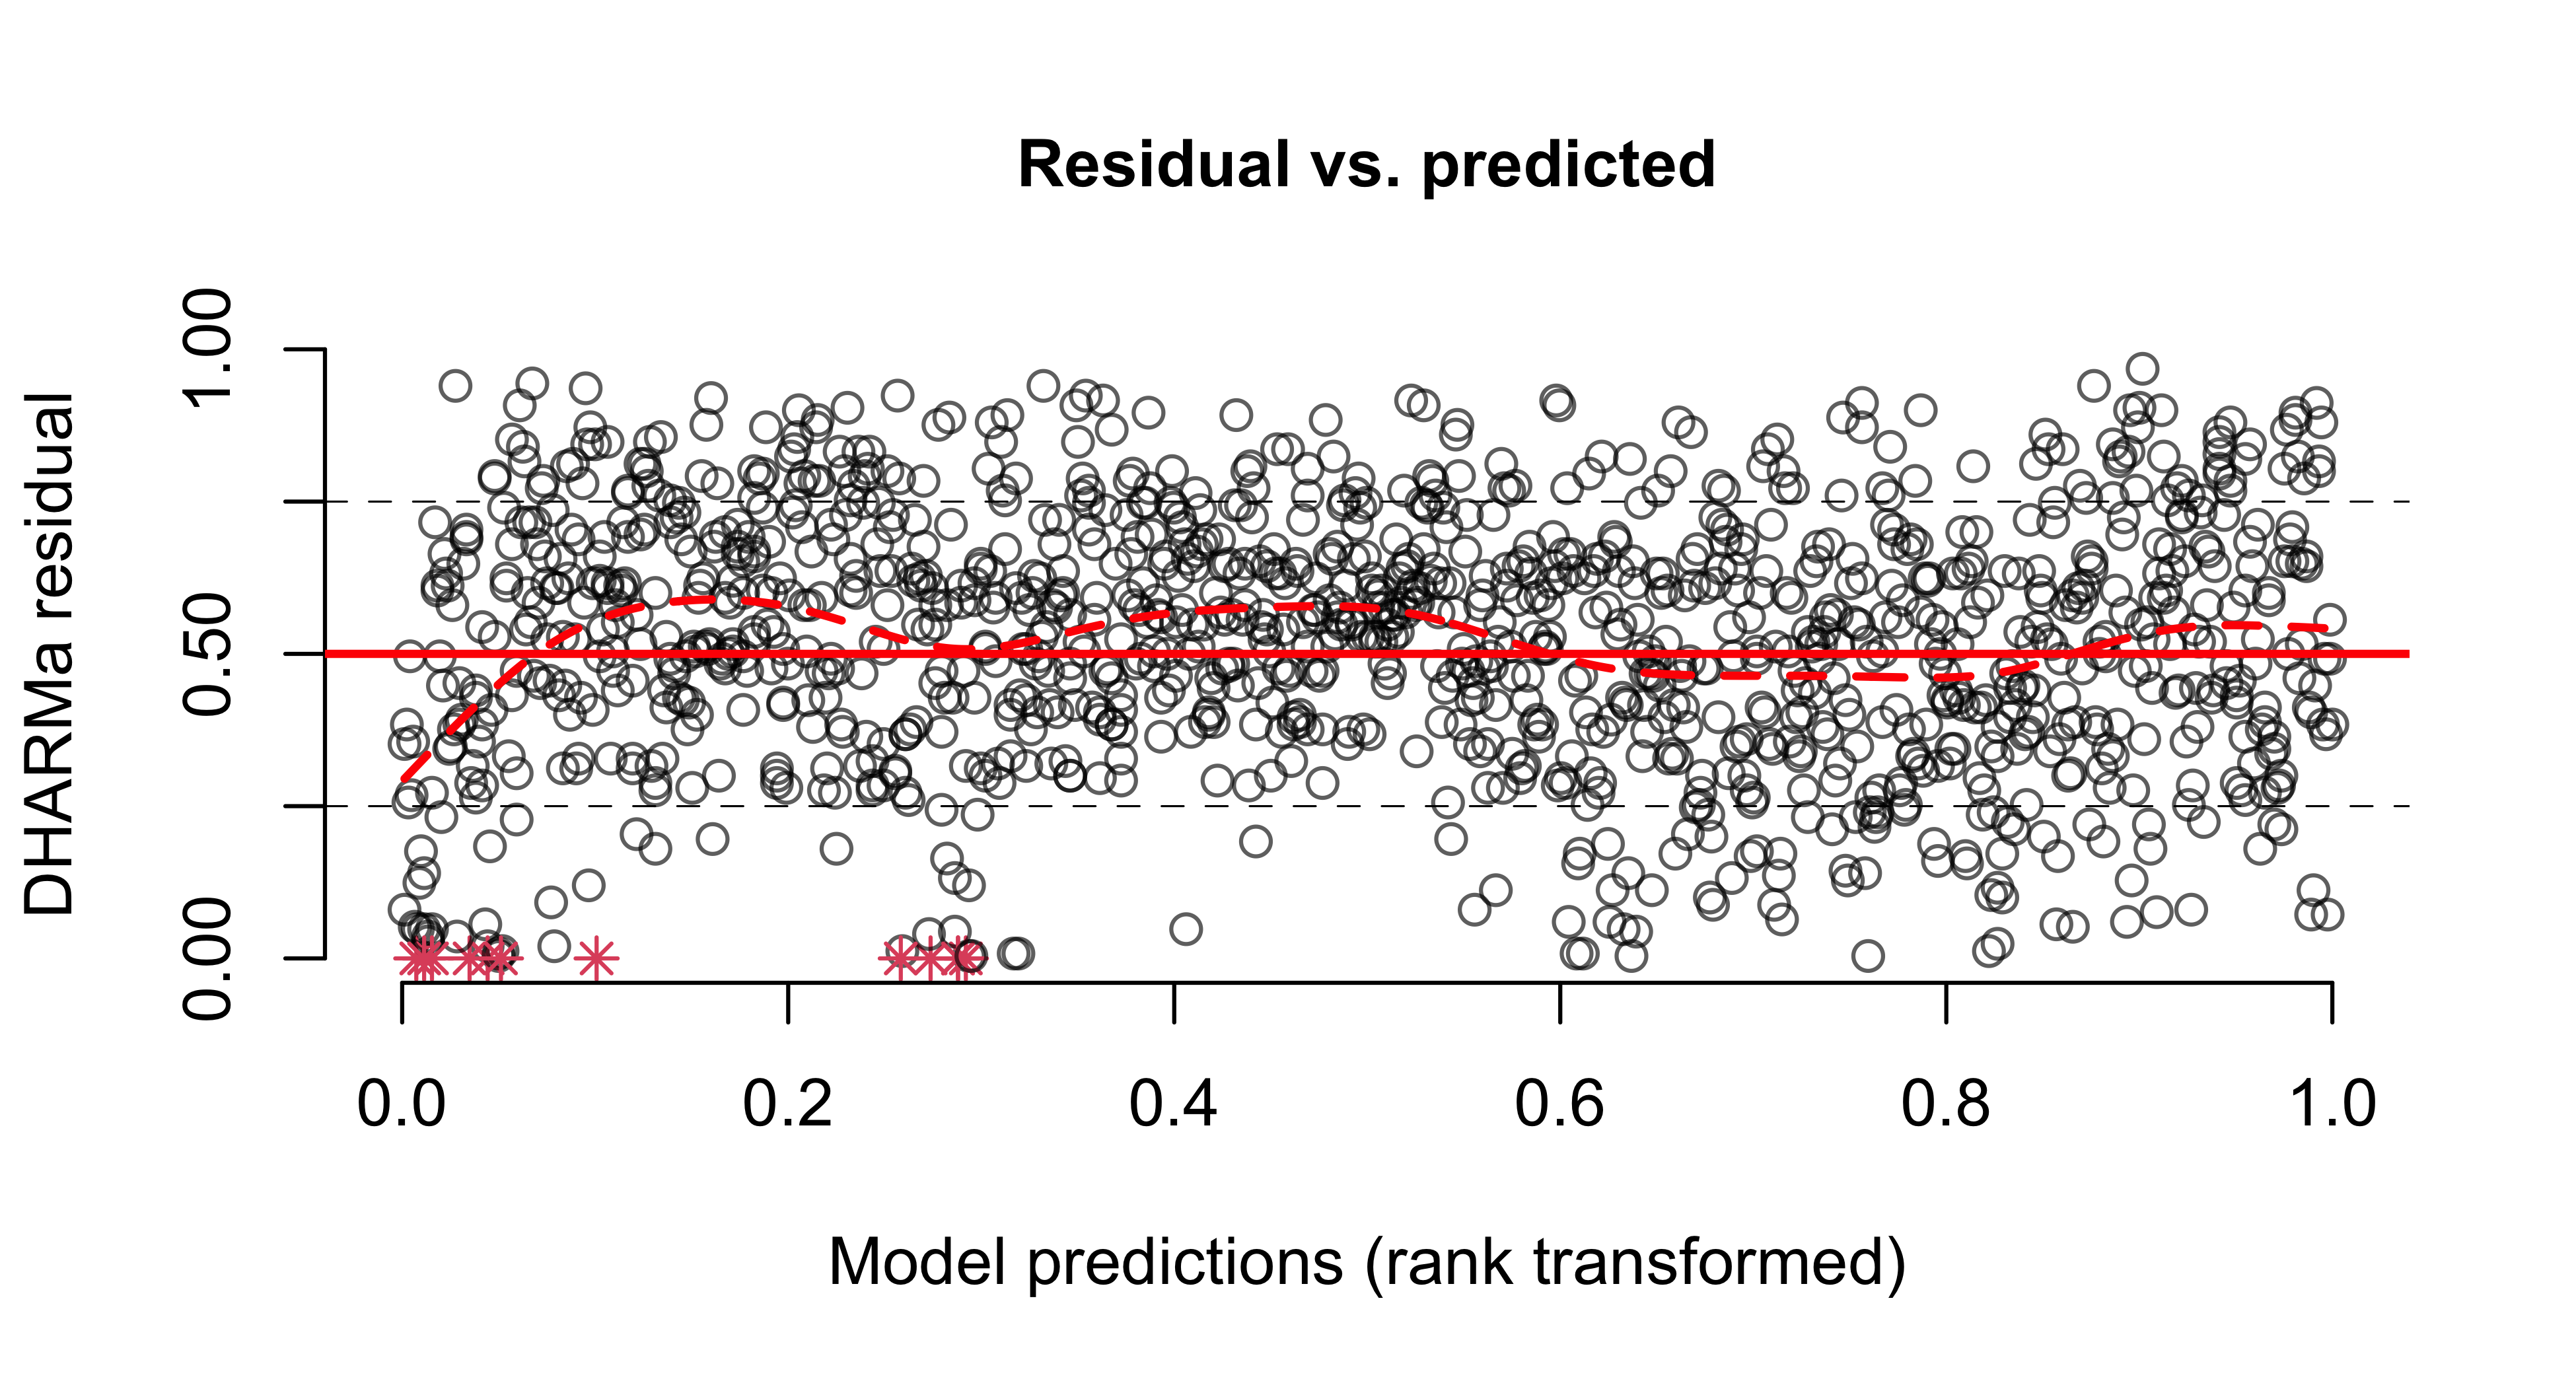 Residual vs. predicted
DHARMa residual
1.00
0.50
0.00
0.0 0.2 0.4 0.6 0.8 1.0
Model predictions (rank transformed)